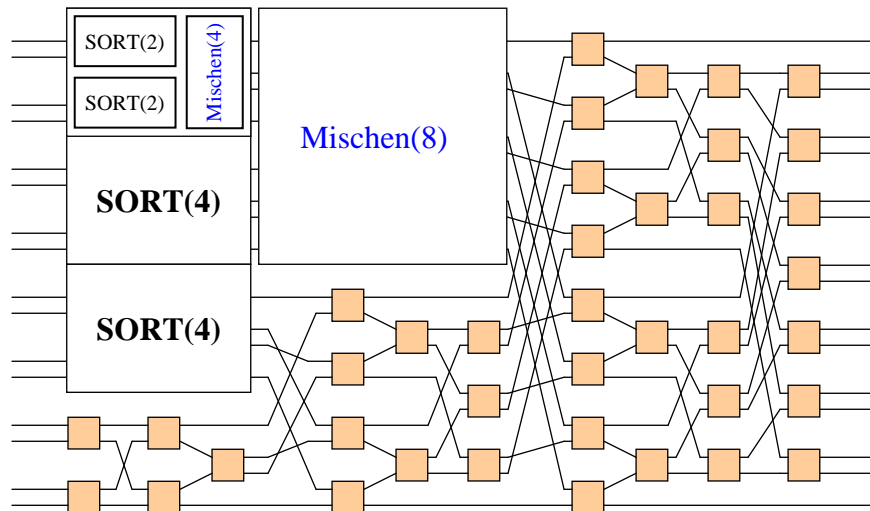 SORT(2)
SORT(2)
Mischen(4)
Mischen(8)
SORT(4)
SORT(4)